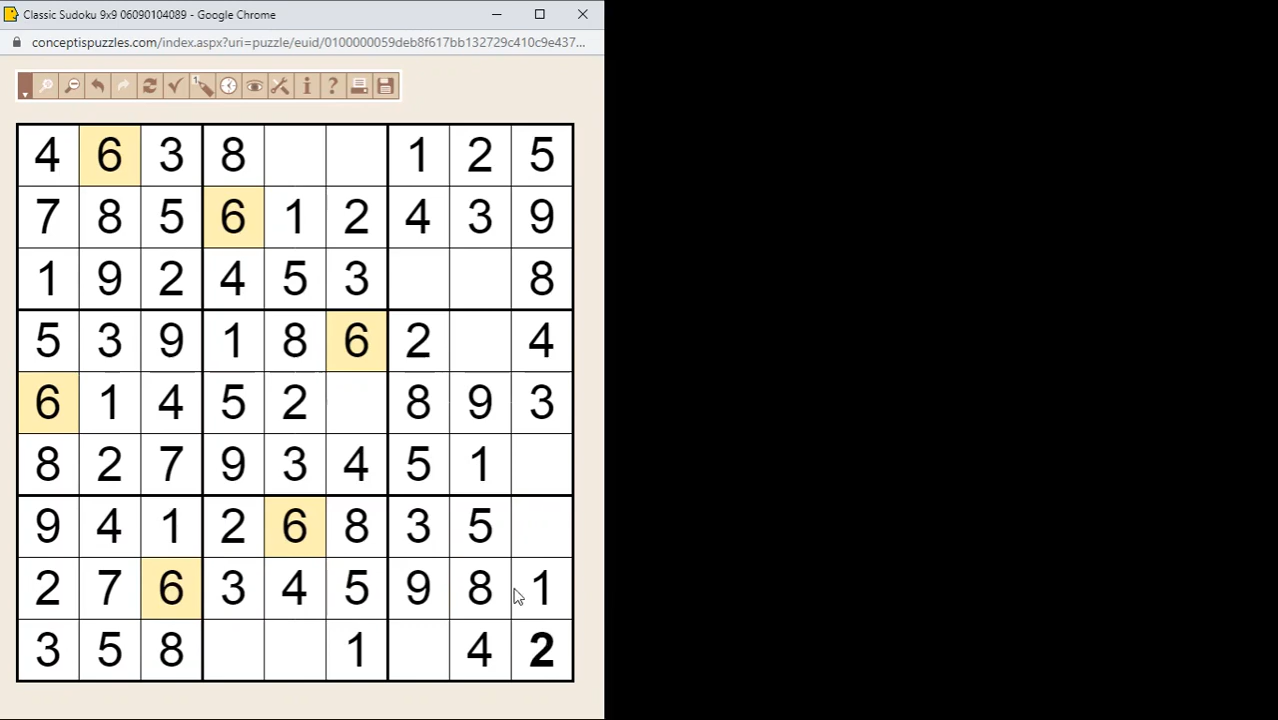 Classic Sudoku 9x9 06090104089 - Google Chrome
conceptispuzzles.com/index.aspx?uri=puzzle/euid/0100000059deb8f617bb132729c410c9e437...
4 6 3 8 1 2 5
7 8 5 6 1 2 4 3 9
1 9 2 4 5 3 8
5 3 9 1 8 6 2 4
6 1 4 5 2 8 9 3
8 2 7 9 3 4 5 1
9 4 1 2 6 8 3 5
2 7 6 3 4 5 9 8 1
3 5 8 1 4 2